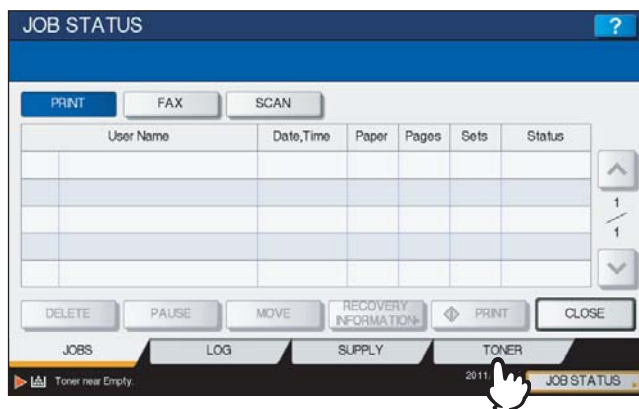 JOB STATUS ?
PRINT FAX SCAN
User Name Date,Time Paper Pages Sets Status
1
1
DELETE PAUSE MOVE RECOVERY INFORMATION PRINT CLOSE
JOBS LOG SUPPLY TONER
Toner near Empty. 2011. JOB STATUS